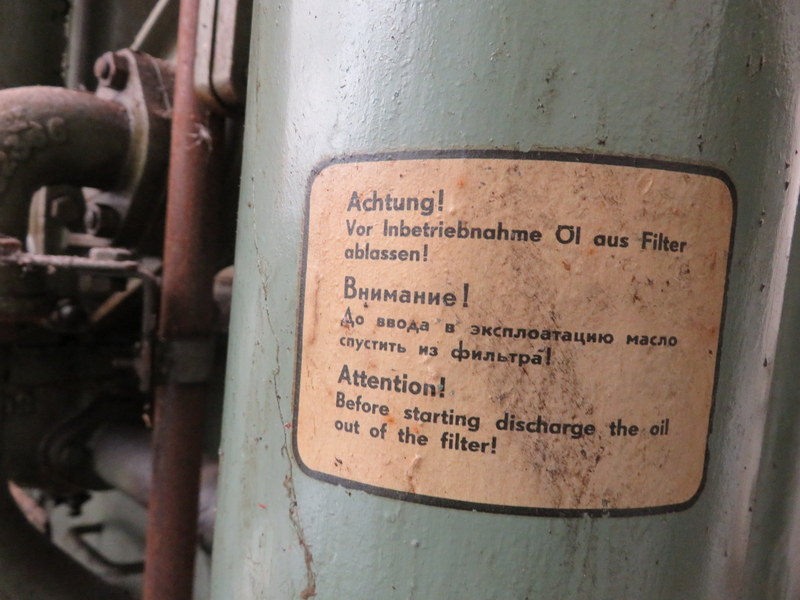 Achtung!
Vor Inbetriebnahme Öl aus Filter
ablassen!
Внимание!
До ввода в эксплоатацию масло
спустить из фильтра!
Attention!
Before starting discharge the oil
out of the filter!